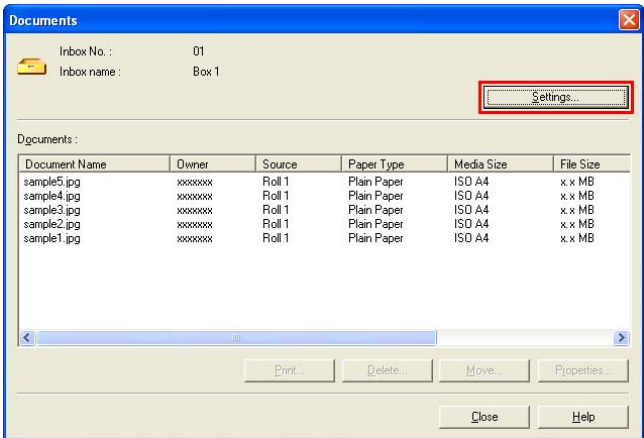 Documents
Inbox No. : 01
Inbox name : Box 1
Settings...
Documents :
Document Name Owner Source Paper Type Media Size File Size
sample5.jpg xxxxxxx Roll 1 Plain Paper ISO A4 x.x MB
sample4.jpg xxxxxxx Roll 1 Plain Paper ISO A4 x.x MB
sample3.jpg xxxxxxx Roll 1 Plain Paper ISO A4 x.x MB
sample2.jpg xxxxxxx Roll 1 Plain Paper ISO A4 x.x MB
sample1.jpg xxxxxxx Roll 1 Plain Paper ISO A4 x.x MB
Print... Delete... Move... Properties...
Close Help